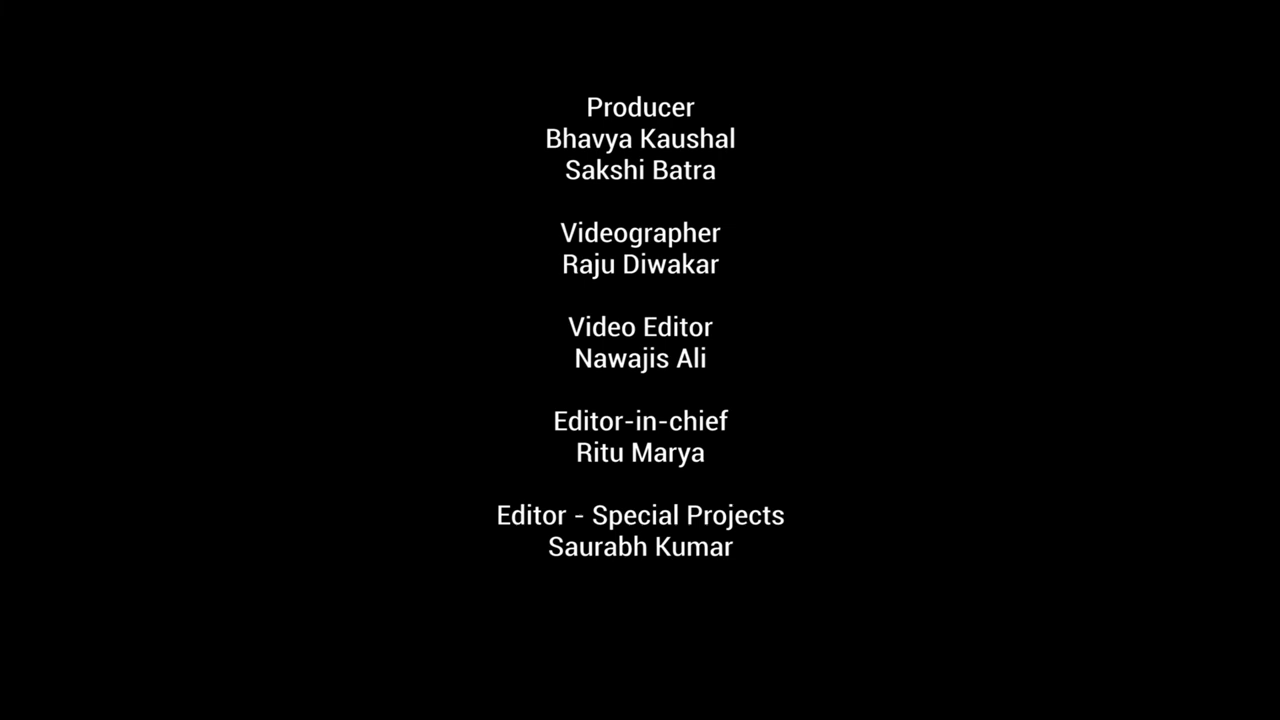 Producer
Bhavya Kaushal
Sakshi Batra
Videographer
Raju Diwakar
Video Editor
Nawajis Ali
Editor-in-chief
Ritu Marya
Editor - Special Projects
Saurabh Kumar